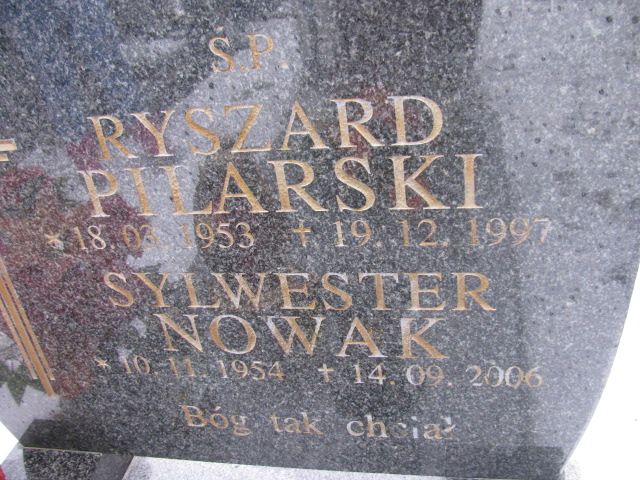 Ś.P.
RYSZARD
PILARSKI
* 18. 03. 1953 + 19. 12. 1997
SYLWESTER
NOWAK
* 10. 11. 1954 + 14. 09. 2006
Bóg tak chciał